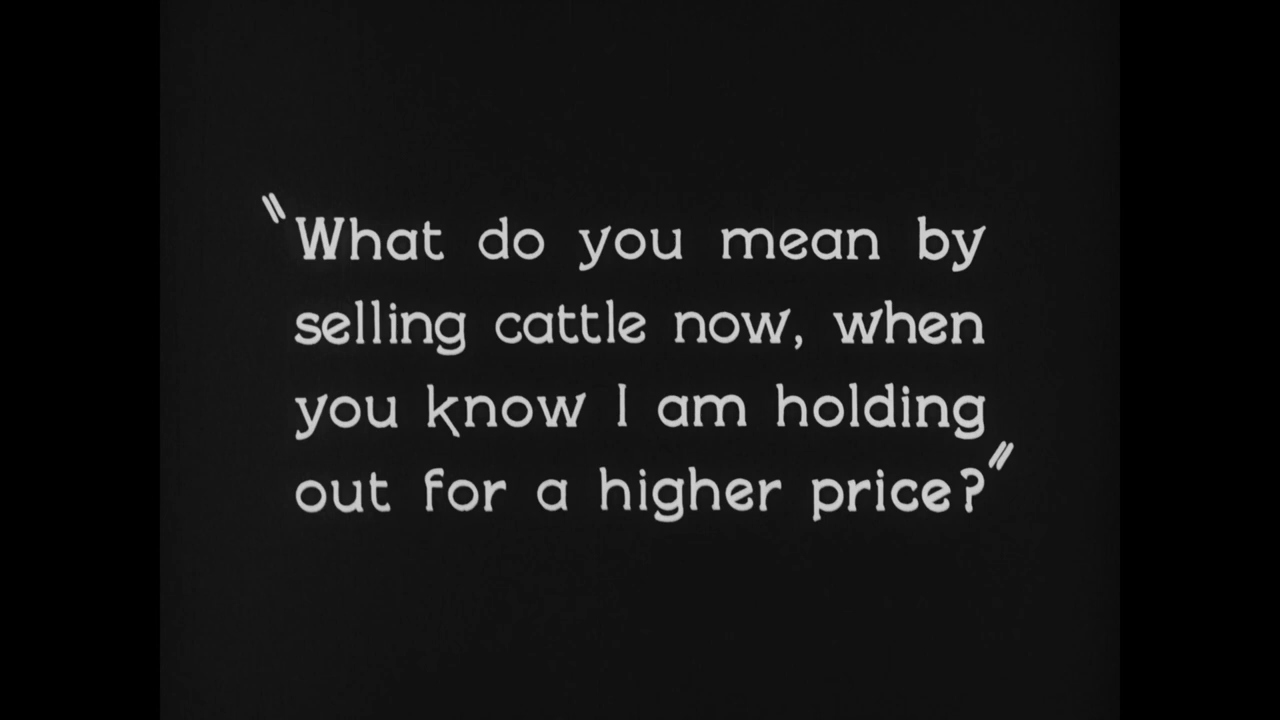 "What do you mean by
selling cattle now, when
you know I am holding
out for a higher price?"